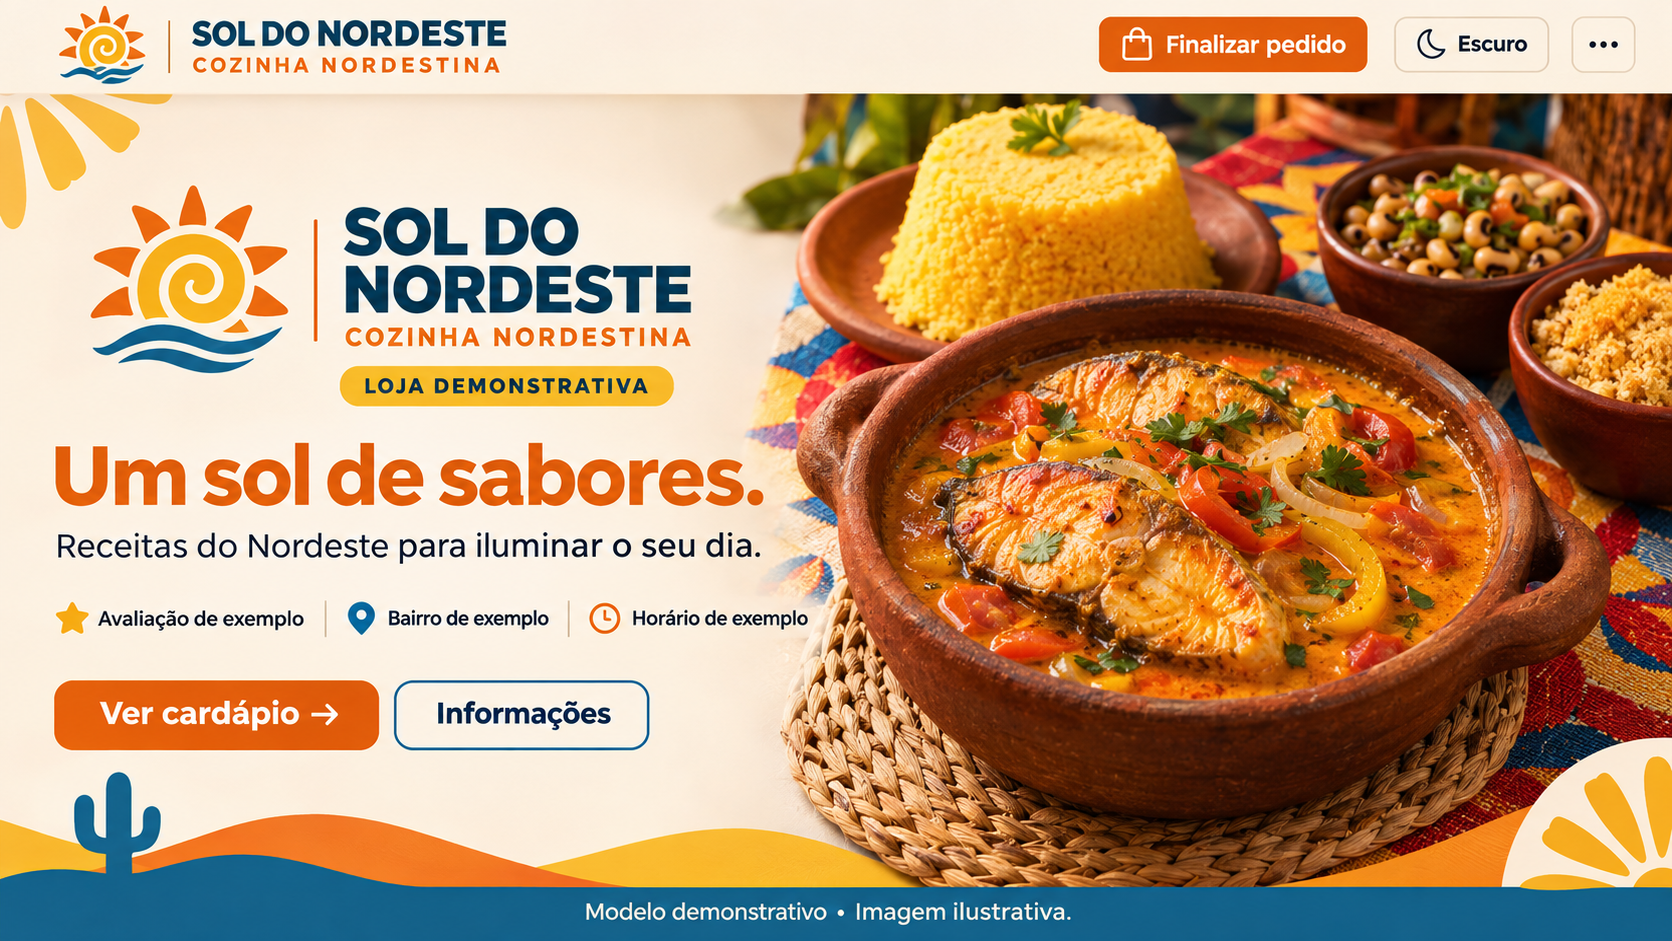 SOL DO NORDESTE
COZINHA NORDESTINA
Finalizar pedido
Escuro
SOL DO
NORDESTE
COZINHA NORDESTINA
LOJA DEMONSTRATIVA
Um sol de sabores.
Receitas do Nordeste para iluminar o seu dia.
Avaliação de exemplo
Bairro de exemplo
Horário de exemplo
Ver cardápio →
Informações
Modelo demonstrativo • Imagem ilustrativa.